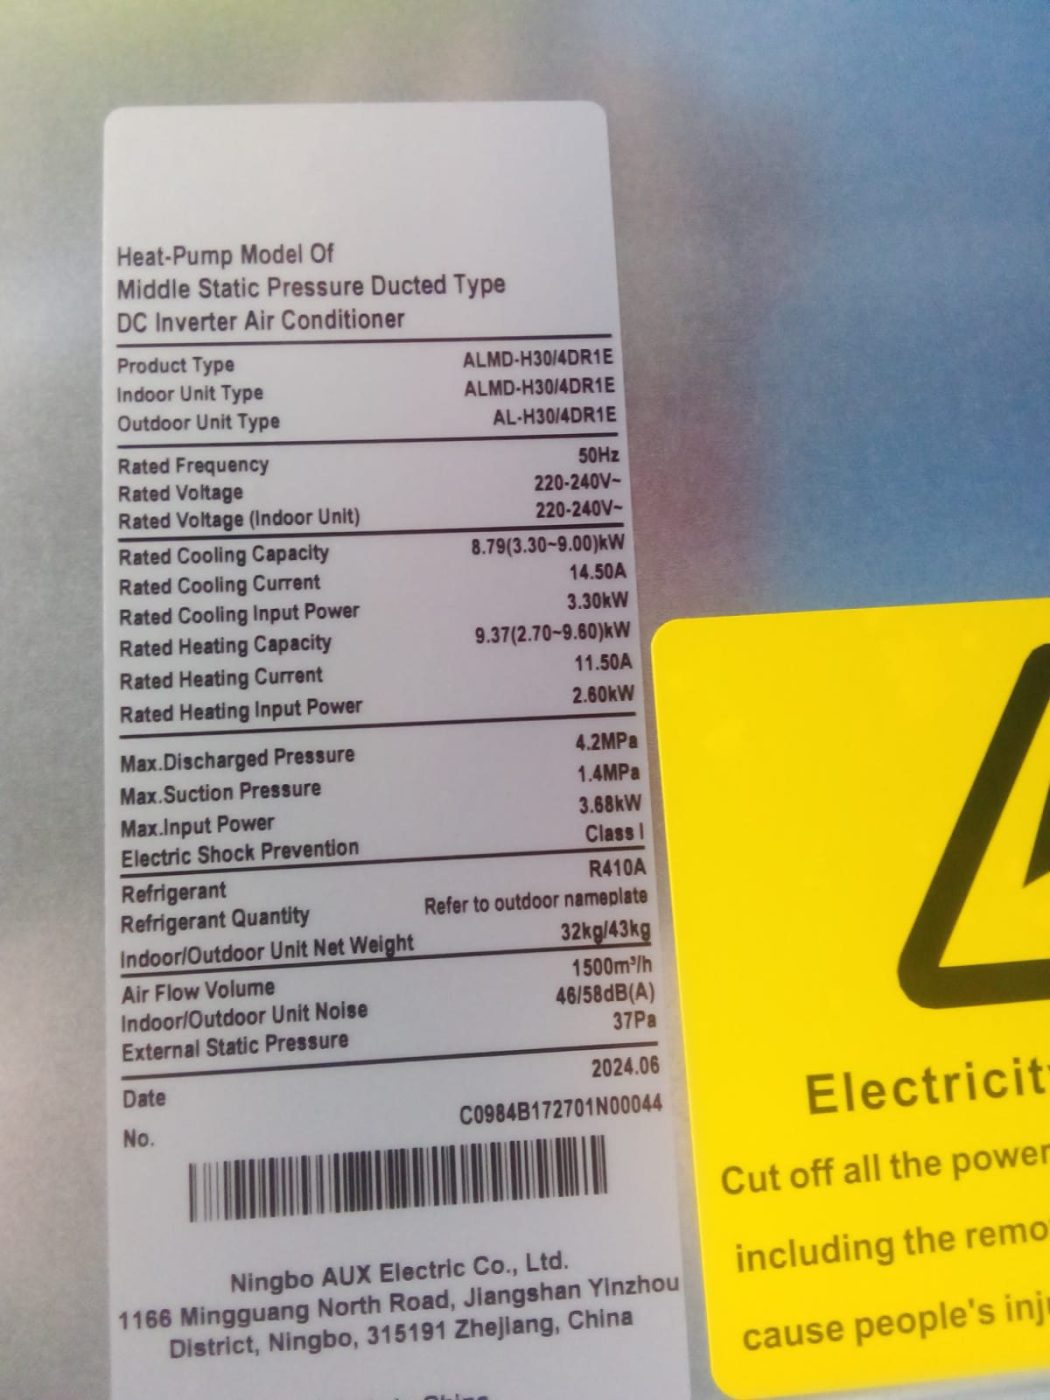 Heat-Pump Model Of
Middle Static Pressure Ducted Type
DC Inverter Air Conditioner
Product Type ALMD-H30/4DR1E
Indoor Unit Type ALMD-H30/4DR1E
Outdoor Unit Type AL-H30/4DR1E
Rated Frequency 50Hz
Rated Voltage 220-240V~
Rated Voltage (Indoor Unit) 220-240V~
Rated Cooling Capacity 8.79(3.30~9.00)kW
Rated Cooling Current 14.50A
Rated Cooling Input Power 3.30kW
Rated Heating Capacity 9.37(2.70~9.60)kW
Rated Heating Current 11.50A
Rated Heating Input Power 2.60kW
Max.Discharged Pressure 4.2MPa
Max.Suction Pressure 1.4MPa
Max.Input Power 3.68kW
Electric Shock Prevention Class I
Refrigerant R410A
Refrigerant Quantity Refer to outdoor nameplate
Indoor/Outdoor Unit Net Weight 32kg/43kg
Air Flow Volume 1500m³/h
Indoor/Outdoor Unit Noise 46/58dB(A)
External Static Pressure 37Pa
Date 2024.06
No. C0984B172701N00044
Ningbo AUX Electric Co., Ltd.
1166 Mingguang North Road, Jiangshan Yinzhou
District, Ningbo, 315191 Zhejiang, China
China
Electricit
Cut off all the power
including the remo
cause people's inj